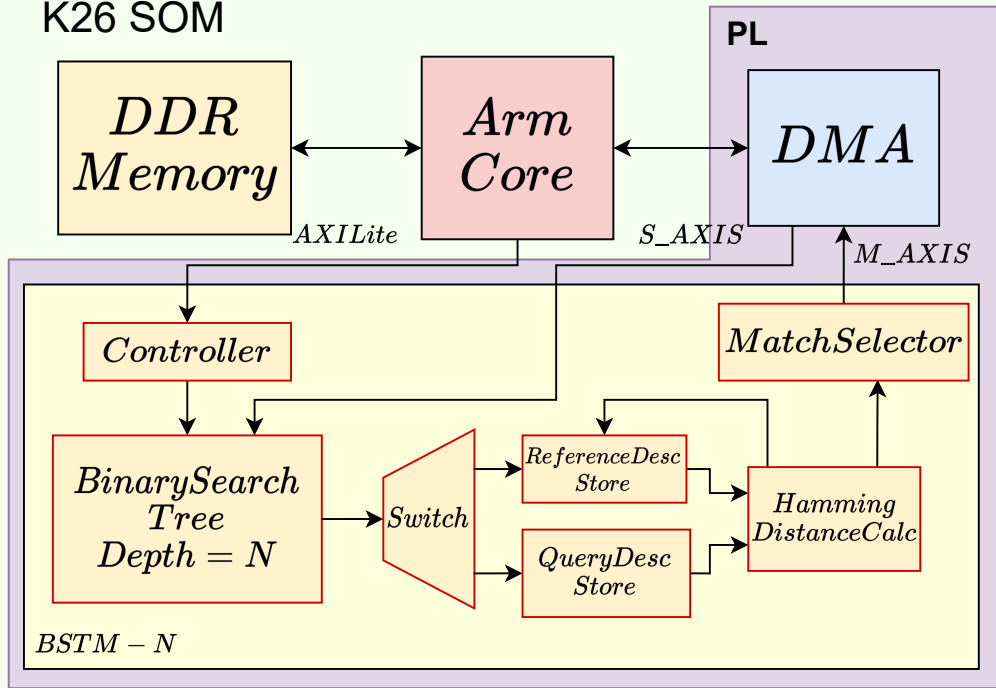 K26 SOM
PL
DDR
Memory
Arm
Core
DMA
AXILite
S_AXIS
M_AXIS
Controller
MatchSelector
BinarySearch
Tree
Depth = N
Switch
ReferenceDesc
Store
QueryDesc
Store
Hamming
DistanceCalc
BSTM − N